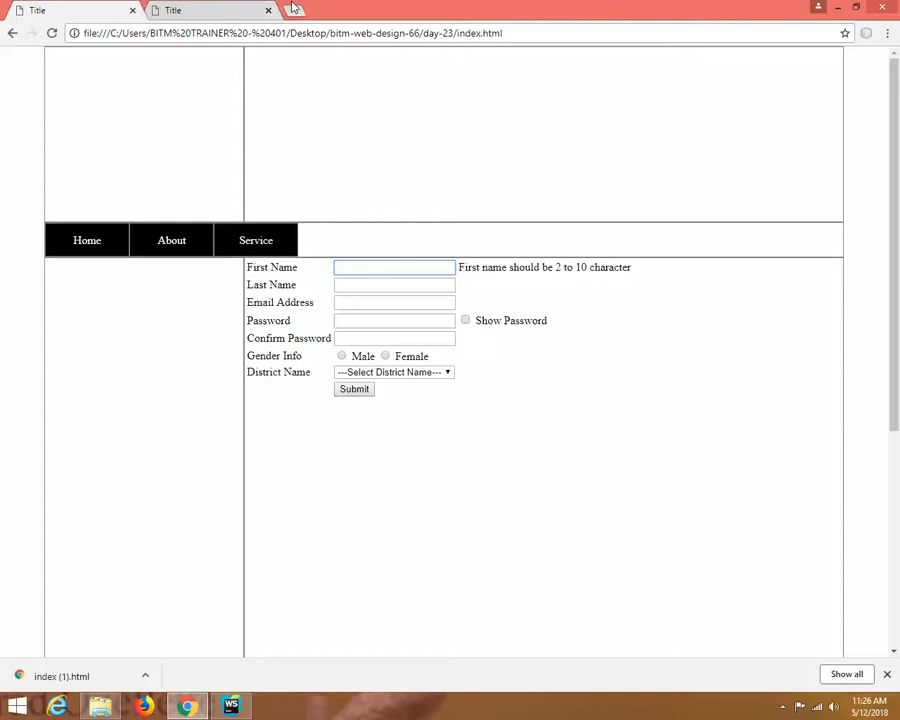 Title
Title
file:///C:/Users/BITM%20TRAINER%20-%20401/Desktop/bitm-web-design-66/day-23/index.html
Home About Service
First Name First name should be 2 to 10 character
Last Name
Email Address
Password Show Password
Confirm Password
Gender Info Male Female
District Name ---Select District Name---
Submit
index (1).html
Show all
WS
11:26 AM
5/12/2018